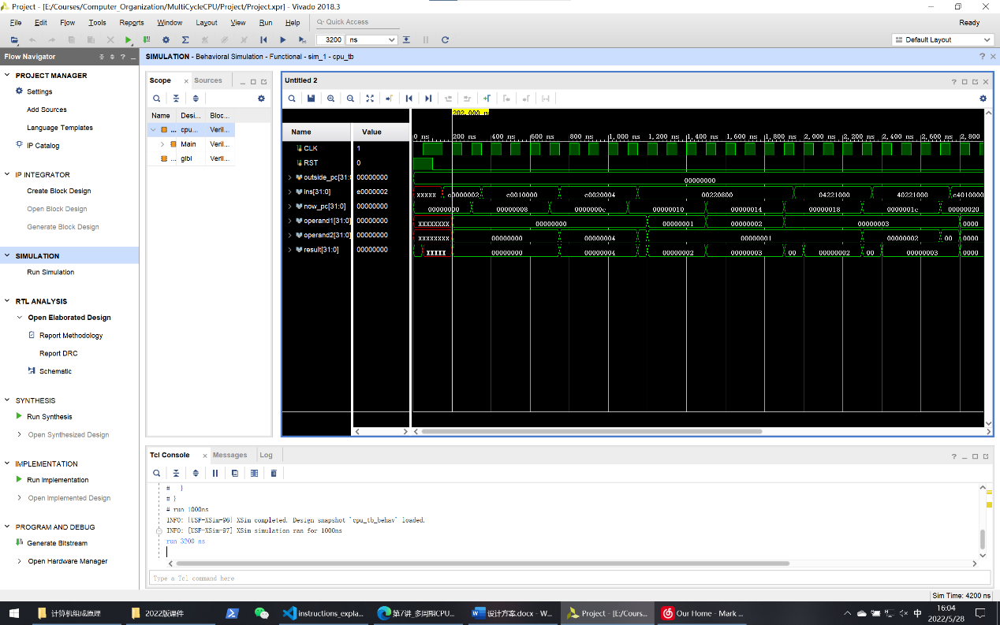 Project - [E:/Courses/Computer_Organization/MultiCycleCPU/Project/Project.xpr] - Vivado 2018.3
File Edit Flow Tools Reports Window Layout View Run Help Quick Access Ready
3200 ns Default Layout
Flow Navigator
SIMULATION - Behavioral Simulation - Functional - sim_1 - cpu_tb
PROJECT MANAGER
Settings
Add Sources
Language Templates
IP Catalog
IP INTEGRATOR
Create Block Design
Open Block Design
Generate Block Design
SIMULATION
Run Simulation
RTL ANALYSIS
Open Elaborated Design
Report Methodology
Report DRC
Schematic
SYNTHESIS
Run Synthesis
Open Synthesized Design
IMPLEMENTATION
Run Implementation
Open Implemented Design
PROGRAM AND DEBUG
Generate Bitstream
Open Hardware Manager
Scope Sources
Name Desi... Bloc...
... cpu... Veril...
Main Veril...
... glbl Veril...
Untitled 2
202.000 n
Name Value
0 ns 200 ns 400 ns 600 ns 800 ns 1,000 ns 1,200 ns 1,400 ns 1,600 ns 1,800 ns 2,000 ns 2,200 ns 2,400 ns 2,600 ns 2,800
CLK 1
RST 0
outside_pc[31: 00000000 00000000
ins[31:0] e0000002 XXXXX e0000002 e0010000 e0020004 00220800 04221000 40221000 e4010000
now_pc[31:0] 00000000 00000000 00000008 0000000c 00000010 00000014 00000018 0000001c 00000020
operand1[31:0] 00000000 XXXXXXXX 00000000 00000001 00000002 00000003 0000
operand2[31:0] 00000000 XXXXXXXX 00000000 00000004 00000001 00000002 00 0000
result[31:0] 00000000 XXXXX 00000000 00000004 00000002 00000003 00 00000002 00 00000003 0000
Tcl Console Messages Log
# }
# }
# run 1000ns
INFO: [USF-XSim-96] XSim completed. Design snapshot 'cpu_tb_behav' loaded.
INFO: [USF-XSim-97] XSim simulation ran for 1000ns
run 3200 ns
Type a Tcl command here
Sim Time: 4200 ns
计算机组成原理 2022版课件 instructions_expla... 第7讲_多周期CPU... 设计方案.docx - W... Project - [E:/Cours... Our Home - Mark ... 中 16:04
2022/5/28